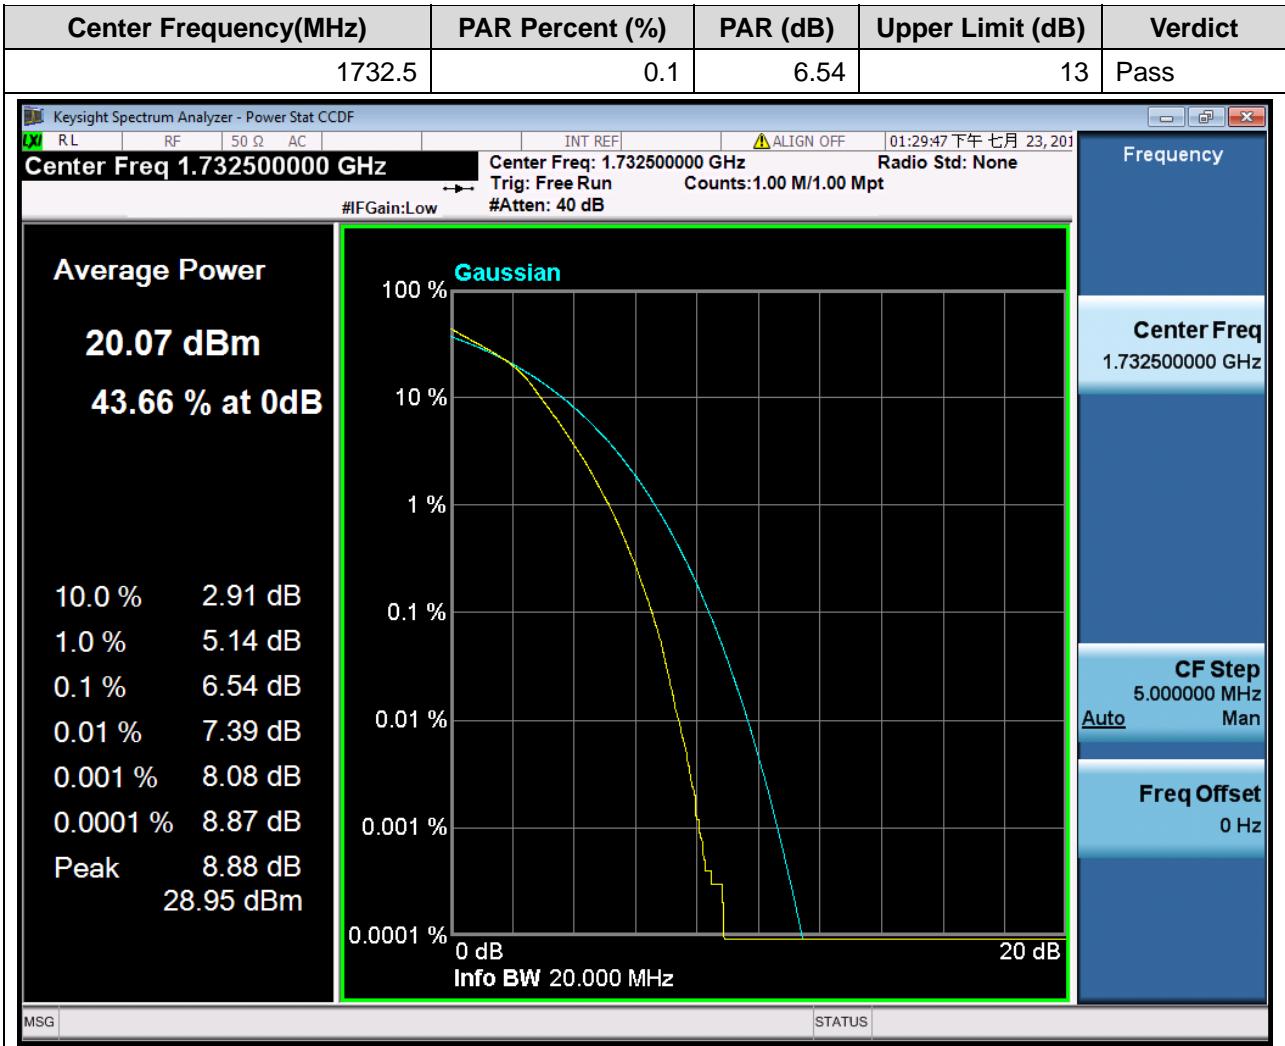 Center Frequency(MHz) PAR Percent (%) PAR (dB) Upper Limit (dB) Verdict
1732.5 0.1 6.54 13 Pass
Keysight Spectrum Analyzer - Power Stat CCDF
LXI RL RF 50 Ω AC INT REF ALIGN OFF 01:29:47 下午 七月 23, 201
Center Freq 1.732500000 GHz
Center Freq: 1.732500000 GHz Radio Std: None
Trig: Free Run Counts:1.00 M/1.00 Mpt
#IFGain:Low #Atten: 40 dB
Frequency
Average Power
20.07 dBm
43.66 % at 0dB
10.0 % 2.91 dB
1.0 % 5.14 dB
0.1 % 6.54 dB
0.01 % 7.39 dB
0.001 % 8.08 dB
0.0001 % 8.87 dB
Peak 8.88 dB
28.95 dBm
Gaussian
100 %
10 %
1 %
0.1 %
0.01 %
0.001 %
0.0001 %
0 dB 20 dB
Info BW 20.000 MHz
Center Freq
1.732500000 GHz
CF Step
5.000000 MHz
Auto Man
Freq Offset
0 Hz
MSG STATUS